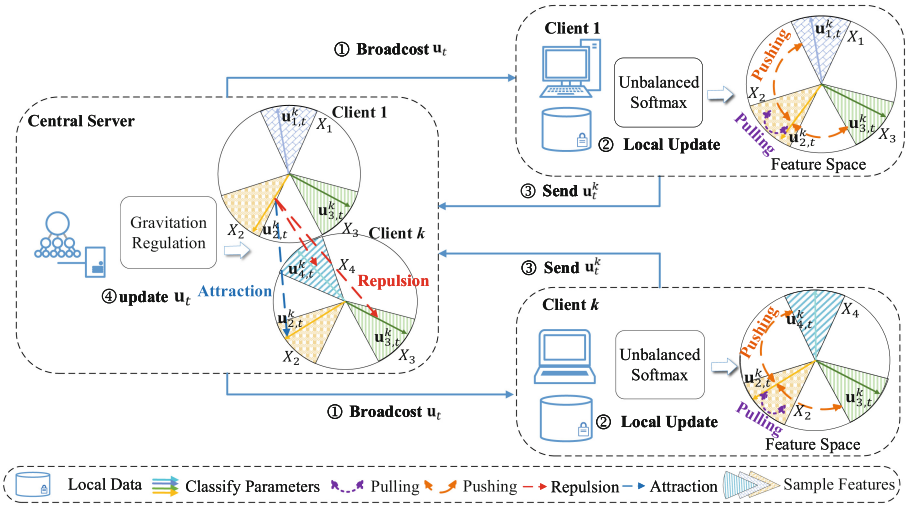 ① Broadcost u_t
Central Server
Client 1
u^k_{1,t}
X_1
Gravitation
Regulation
X_2
u^k_{2,t}
u^k_{3,t}
X_3
Client k
u^k_{4,t}
X_4
④update u_t
Attraction
Repulsion
u^k_{2,t}
X_2
u^k_{3,t}
X_3
① Broadcost u_t
Client 1
Unbalanced
Softmax
② Local Update
Pushing
u^k_{1,t}
X_1
X_2
Pulling
u^k_{2,t}
u^k_{3,t}
X_3
Feature Space
③ Send u^k_t
③ Send u^k_t
Client k
Unbalanced
Softmax
② Local Update
Pushing
u^k_{4,t}
X_4
u^k_{2,t}
X_2
Pulling
u^k_{3,t}
Feature Space
Local Data
Classify Parameters
Pulling
Pushing
Repulsion
Attraction
Sample Features